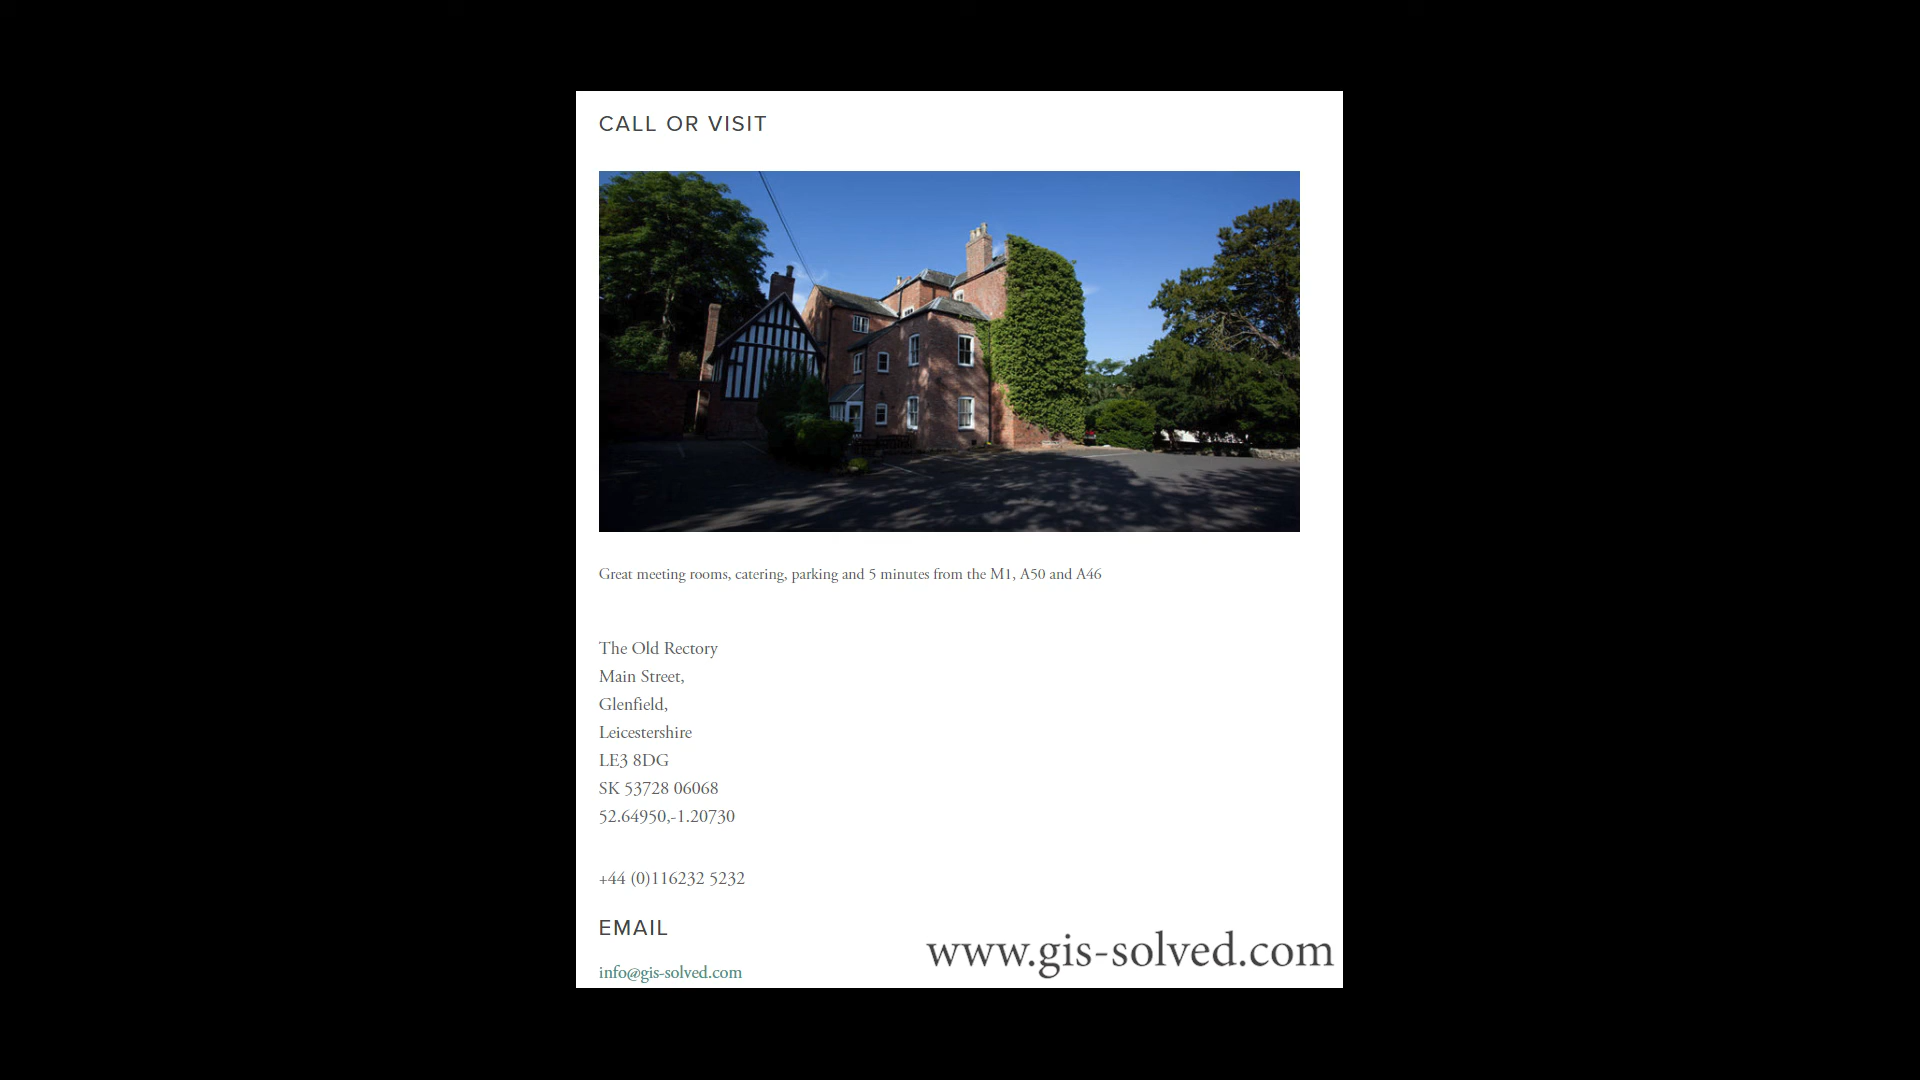 CALL OR VISIT
Great meeting rooms, catering, parking and 5 minutes from the M1, A50 and A46
The Old Rectory
Main Street,
Glenfield,
Leicestershire
LE3 8DG
SK 53728 06068
52.64950,-1.20730
+44 (0)116232 5232
EMAIL
www.gis-solved.com
info@gis-solved.com